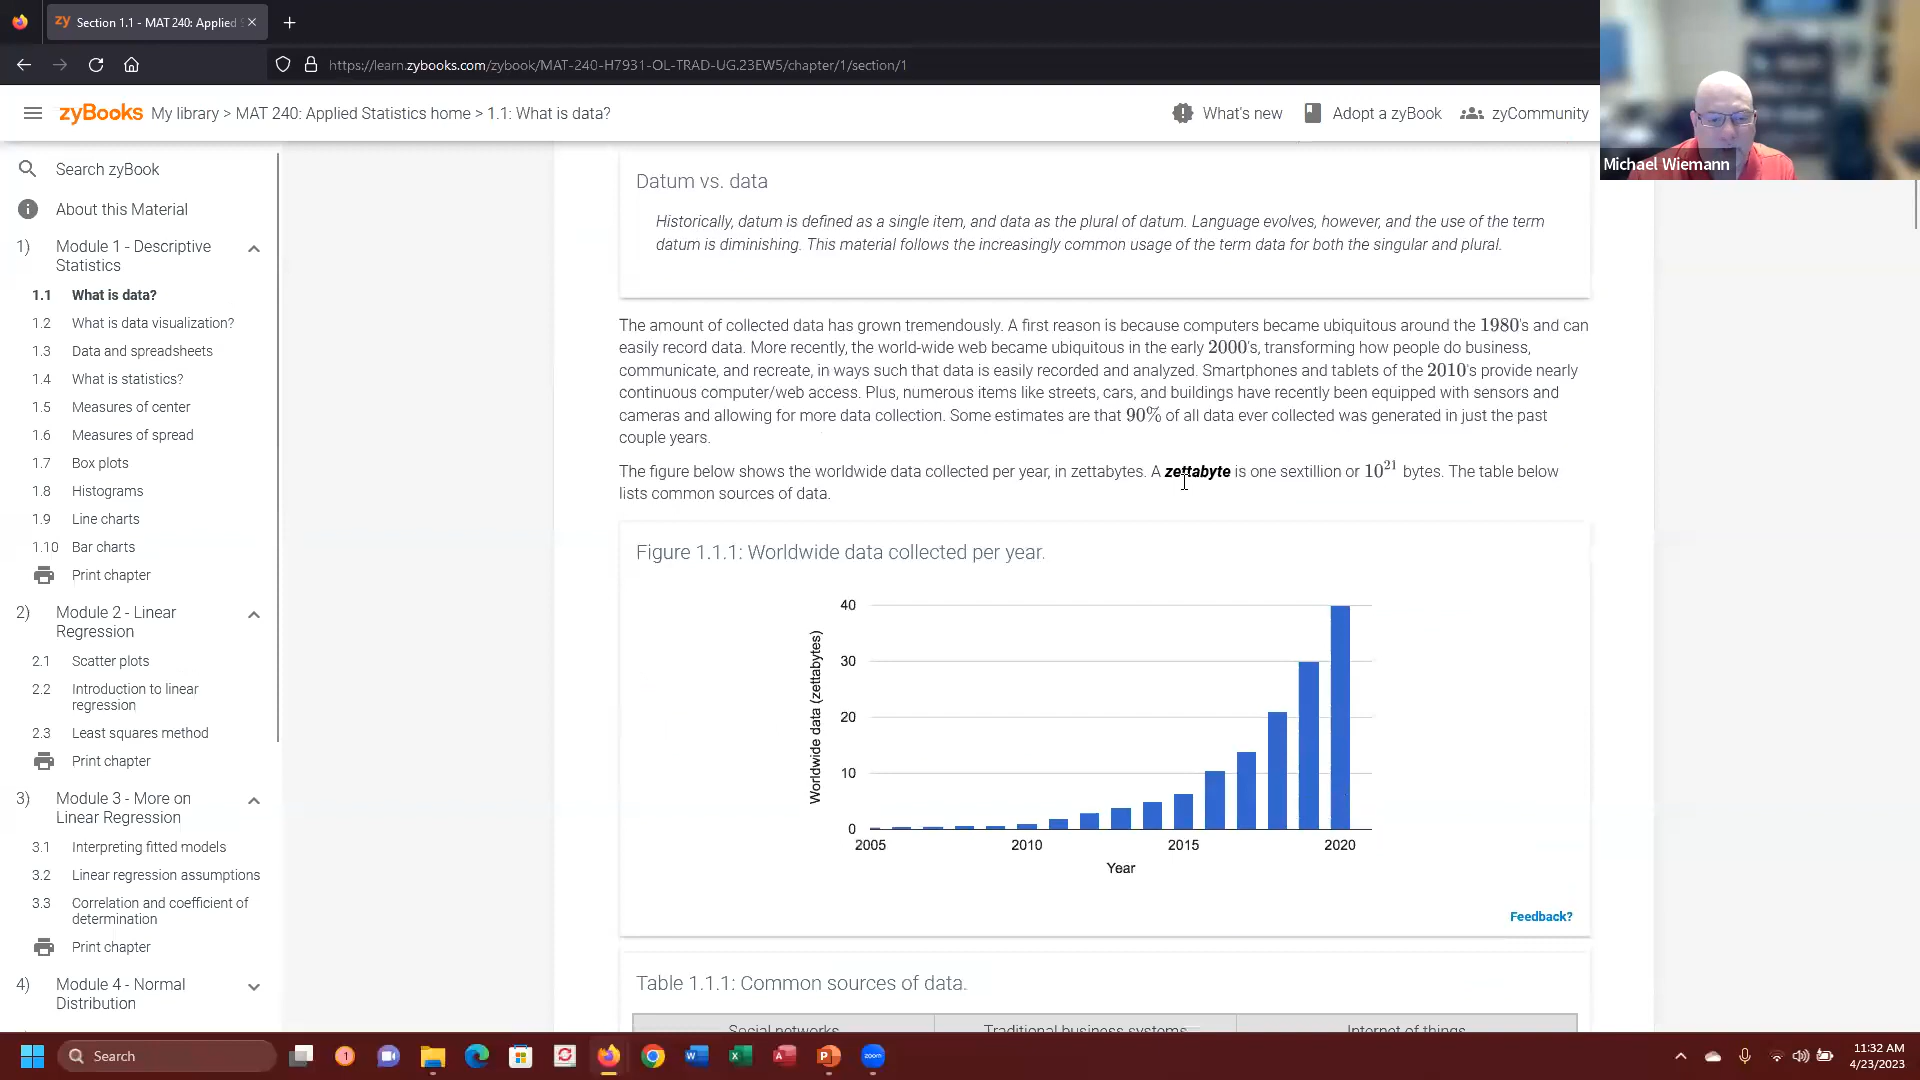 Section 1.1 - MAT 240: Applied S
https://learn.zybooks.com/zybook/MAT-240-H7931-OL-TRAD-UG.23EW5/chapter/1/section/1
zyBooks My library > MAT 240: Applied Statistics home > 1.1: What is data?
What's new
Adopt a zyBook
zyCommunity
Michael Wiemann
Search zyBook
About this Material
1) Module 1 - Descriptive
Statistics
1.1 What is data?
1.2 What is data visualization?
1.3 Data and spreadsheets
1.4 What is statistics?
1.5 Measures of center
1.6 Measures of spread
1.7 Box plots
1.8 Histograms
1.9 Line charts
1.10 Bar charts
Print chapter
2) Module 2 - Linear
Regression
2.1 Scatter plots
2.2 Introduction to linear
regression
2.3 Least squares method
Print chapter
3) Module 3 - More on
Linear Regression
3.1 Interpreting fitted models
3.2 Linear regression assumptions
3.3 Correlation and coefficient of
determination
Print chapter
4) Module 4 - Normal
Distribution
Datum vs. data
Historically, datum is defined as a single item, and data as the plural of datum. Language evolves, however, and the use of the term
datum is diminishing. This material follows the increasingly common usage of the term data for both the singular and plural.
The amount of collected data has grown tremendously. A first reason is because computers became ubiquitous around the 1980's and can
easily record data. More recently, the world-wide web became ubiquitous in the early 2000's, transforming how people do business,
communicate, and recreate, in ways such that data is easily recorded and analyzed. Smartphones and tablets of the 2010's provide nearly
continuous computer/web access. Plus, numerous items like streets, cars, and buildings have recently been equipped with sensors and
cameras and allowing for more data collection. Some estimates are that 90% of all data ever collected was generated in just the past
couple years.
The figure below shows the worldwide data collected per year, in zettabytes. A zettabyte is one sextillion or 10²¹ bytes. The table below
lists common sources of data.
Figure 1.1.1: Worldwide data collected per year.
Worldwide data (zettabytes)
40
30
20
10
0
2005 2010 2015 2020
Year
Feedback?
Table 1.1.1: Common sources of data.
Social networks Traditional business systems Internet of things
Search
11:32 AM
4/23/2023